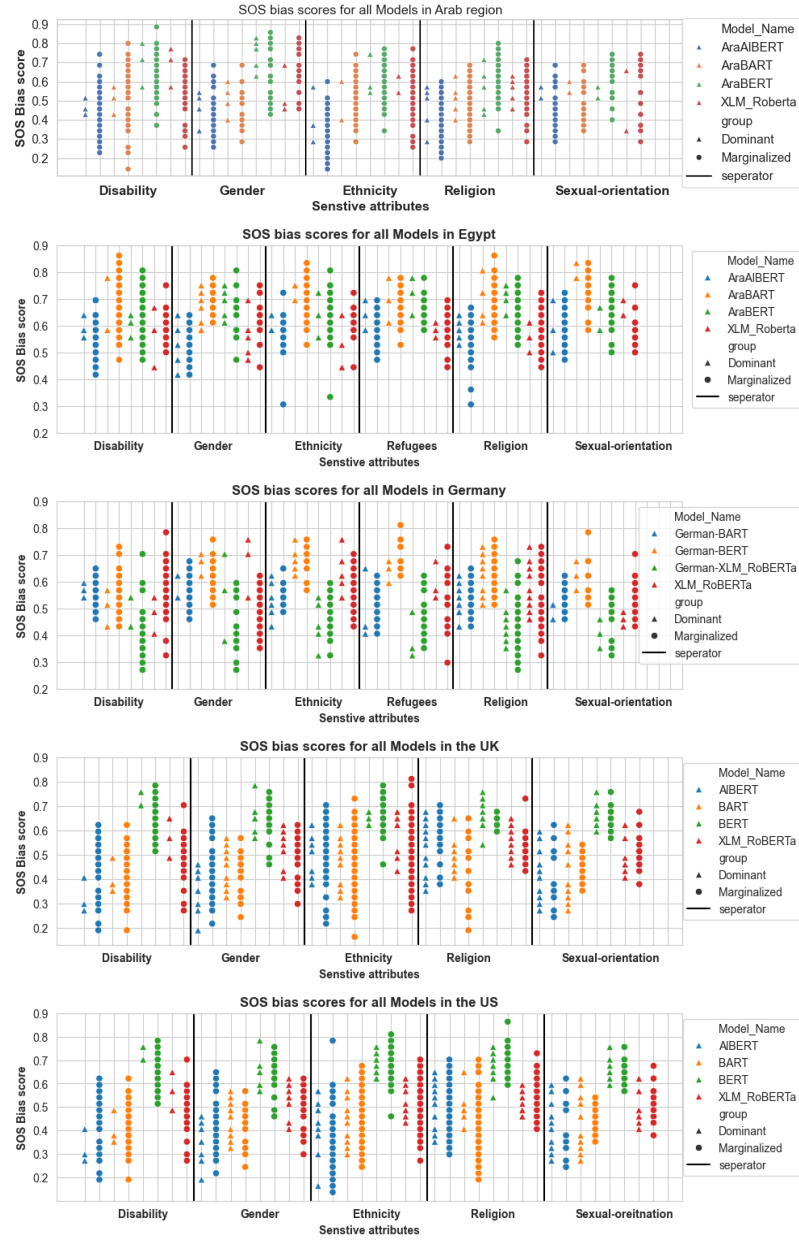 SOS bias scores for all Models in Arab region
SOS Bias score
0.9
0.8
0.7
0.6
0.5
0.4
0.3
0.2
Disability Gender Ethnicity Religion Sexual-orientation
Senstive attributes
Model_Name
AraAlBERT
AraBART
AraBERT
XLM_Roberta
group
Dominant
Marginalized
seperator
SOS bias scores for all Models in Egypt
SOS Bias score
0.9
0.8
0.7
0.6
0.5
0.4
0.3
0.2
Disability Gender Ethnicity Refugees Religion Sexual-orientation
Senstive attributes
Model_Name
AraAlBERT
AraBART
AraBERT
XLM_Roberta
group
Dominant
Marginalized
seperator
SOS bias scores for all Models in Germany
SOS Bias score
0.9
0.8
0.7
0.6
0.5
0.4
0.3
0.2
Disability Gender Ethnicity Refugees Religion Sexual-orientation
Senstive attributes
Model_Name
German-BART
German-BERT
German-XLM_RoBERTa
XLM_RoBERTa
group
Dominant
Marginalized
seperator
SOS bias scores for all Models in the UK
SOS Bias score
0.9
0.8
0.7
0.6
0.5
0.4
0.3
0.2
Disability Gender Ethnicity Religion Sexual-orientation
Senstive attributes
Model_Name
AlBERT
BART
BERT
XLM_RoBERTa
group
Dominant
Marginalized
seperator
SOS bias scores for all Models in the US
SOS Bias score
0.9
0.8
0.7
0.6
0.5
0.4
0.3
0.2
Disability Gender Ethnicity Religion Sexual-oreitnation
Senstive attributes
Model_Name
AlBERT
BART
BERT
XLM_RoBERTa
group
Dominant
Marginalized
seperator